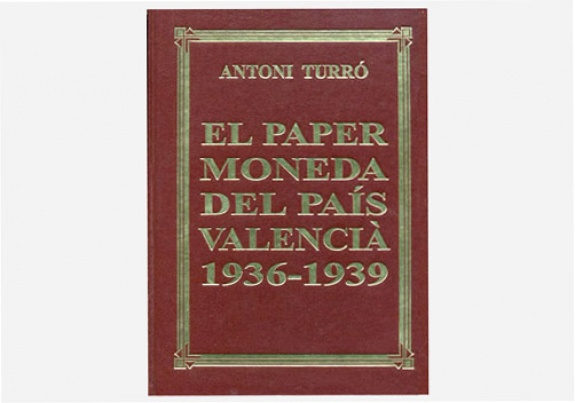 ANTONI TURRÓ
EL PAPER
MONEDA
DEL PAÍS
VALENCIÀ
1936-1939